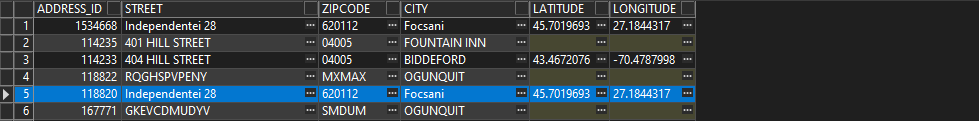 ADDRESS_ID STREET ZIPCODE CITY LATITUDE LONGITUDE
1 1534668 Independentei 28 ... 620112 ... Focsani ... 45.7019693 ... 27.1844317 ...
2 114235 401 HILL STREET ... 04005 ... FOUNTAIN INN ... ... ...
3 114233 404 HILL STREET ... 04005 ... BIDDEFORD ... 43.4672076 ... -70.4787998 ...
4 118822 RQGHSPVPENY ... MXMAX ... OGUNQUIT ... ... ...
5 118820 Independentei 28 ... 620112 ... Focsani ... 45.7019693 ... 27.1844317 ...
6 167771 GKEVCDMUDYV ... SMDUM ... OGUNQUIT ... ... ...